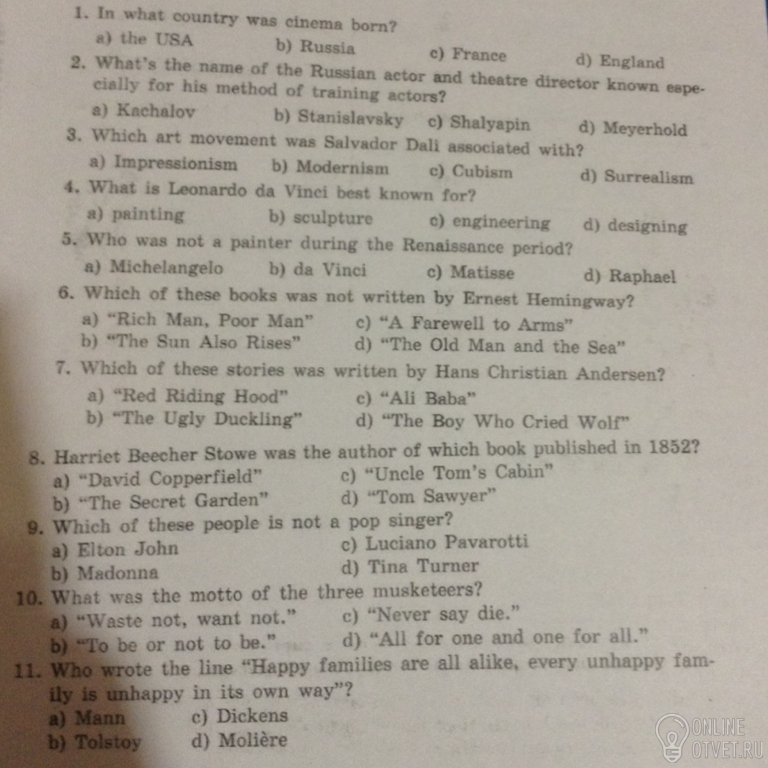 1. In what country was cinema born?
a) the USA b) Russia c) France d) England
2. What's the name of the Russian actor and theatre director known espe-
cially for his method of training actors?
a) Kachalov b) Stanislavsky c) Shalyapin d) Meyerhold
3. Which art movement was Salvador Dali associated with?
a) Impressionism b) Modernism c) Cubism d) Surrealism
4. What is Leonardo da Vinci best known for?
a) painting b) sculpture c) engineering d) designing
5. Who was not a painter during the Renaissance period?
a) Michelangelo b) da Vinci c) Matisse d) Raphael
6. Which of these books was not written by Ernest Hemingway?
a) “Rich Man, Poor Man” c) “A Farewell to Arms”
b) “The Sun Also Rises” d) “The Old Man and the Sea”
7. Which of these stories was written by Hans Christian Andersen?
a) “Red Riding Hood” c) “Ali Baba”
b) “The Ugly Duckling” d) “The Boy Who Cried Wolf”
8. Harriet Beecher Stowe was the author of which book published in 1852?
a) “David Copperfield” c) “Uncle Tom's Cabin”
b) “The Secret Garden” d) “Tom Sawyer”
9. Which of these people is not a pop singer?
a) Elton John c) Luciano Pavarotti
b) Madonna d) Tina Turner
10. What was the motto of the three musketeers?
a) “Waste not, want not.” c) “Never say die.”
b) “To be or not to be.” d) “All for one and one for all.”
11. Who wrote the line “Happy families are all alike, every unhappy fam-
ily is unhappy in its own way”?
a) Mann c) Dickens
b) Tolstoy d) Molière
ONLINE
OTVET.RU